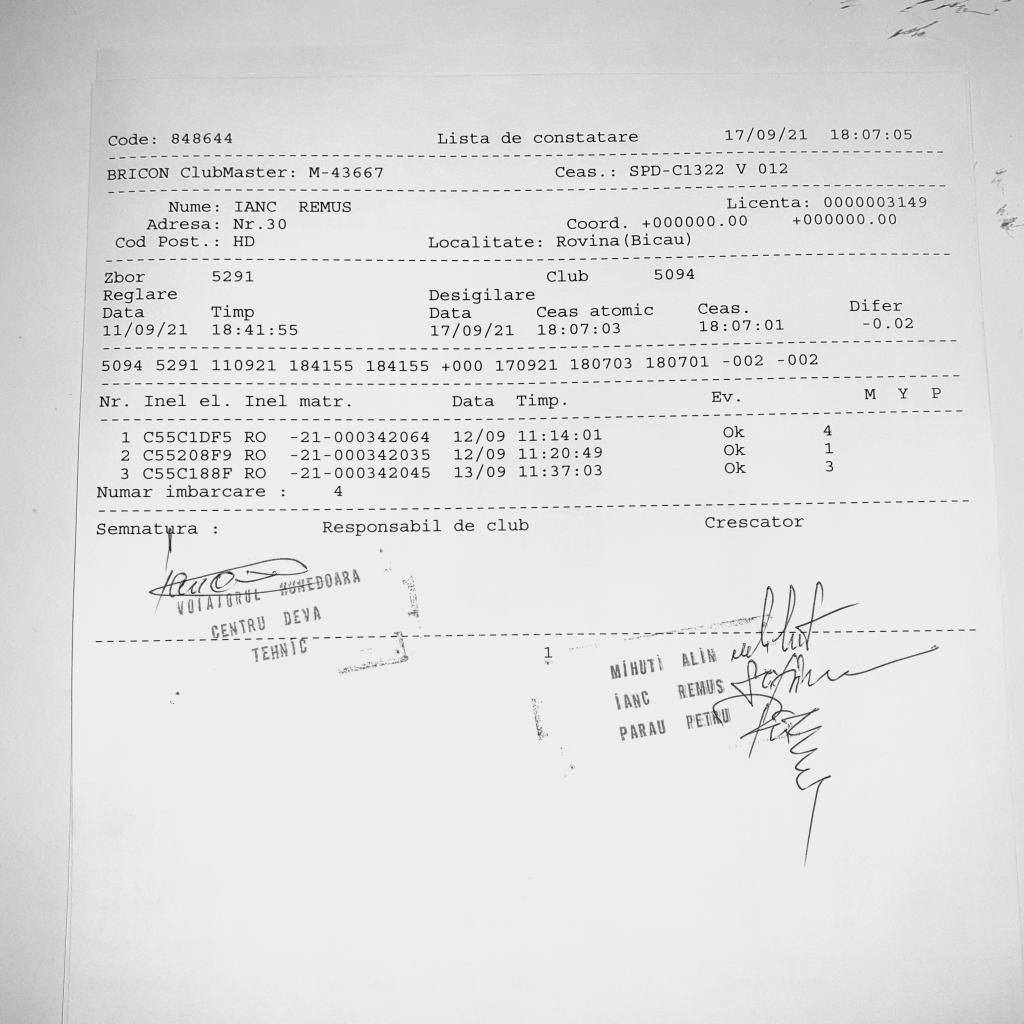 Code: 848644 Lista de constatare 17/09/21 18:07:05
BRICON ClubMaster: M-43667 Ceas.: SPD-C1322 V 012
Nume: IANC REMUS Licenta: 0000003149
Adresa: Nr.30 Coord. +000000.00 +000000.00
Cod Post.: HD Localitate: Rovina(Bicau)
Zbor 5291 Club 5094
Reglare Desigilare
Data Timp Data Ceas atomic Ceas. Difer
11/09/21 18:41:55 17/09/21 18:07:03 18:07:01 -0.02
5094 5291 110921 184155 184155 +000 170921 180703 180701 -002 -002
Nr. Inel el. Inel matr. Data Timp. Ev. M Y P
1 C55C1DF5 RO -21-000342064 12/09 11:14:01 Ok 4
2 C55208F9 RO -21-000342035 12/09 11:20:49 Ok 1
3 C55C188F RO -21-000342045 13/09 11:37:03 Ok 3
Numar imbarcare : 4
Semnatura : Responsabil de club Crescator
VOIAJORUL HUNEDOARA
CENTRU DEVA
TEHNIC
1
MİHUTİ ALİN
İANC REMUS
PARAU PETRU